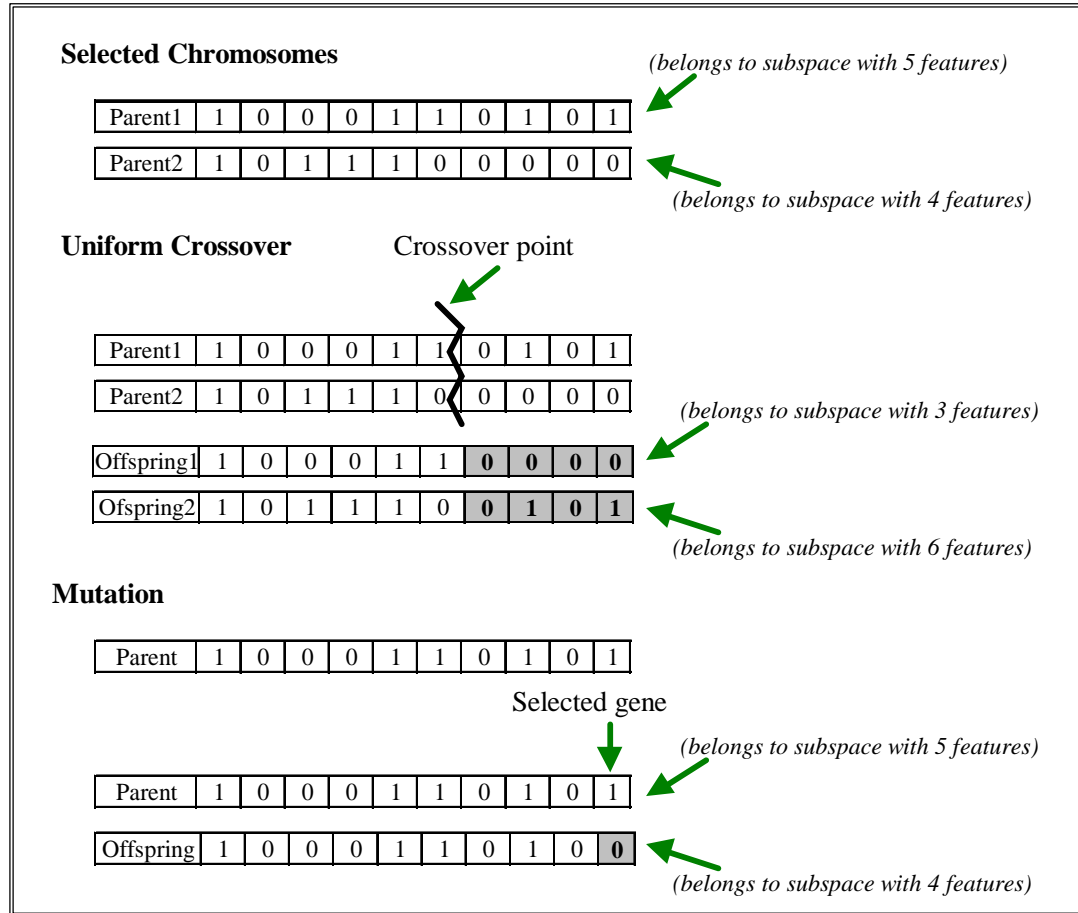 Selected Chromosomes
(belongs to subspace with 5 features)
Parent1 1 0 0 0 1 1 0 1 0 1
Parent2 1 0 1 1 1 0 0 0 0 0
(belongs to subspace with 4 features)
Uniform Crossover Crossover point
Parent1 1 0 0 0 1 1 0 1 0 1
Parent2 1 0 1 1 1 0 0 0 0 0
(belongs to subspace with 3 features)
Offspring1 1 0 0 0 1 1 0 0 0 0
Ofspring2 1 0 1 1 1 0 0 1 0 1
(belongs to subspace with 6 features)
Mutation
Parent 1 0 0 0 1 1 0 1 0 1
Selected gene
(belongs to subspace with 5 features)
Parent 1 0 0 0 1 1 0 1 0 1
Offspring 1 0 0 0 1 1 0 1 0 0
(belongs to subspace with 4 features)